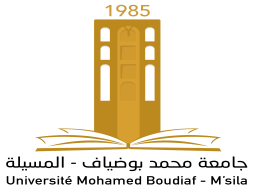 1985
جامعة محمد بوضياف - المسيلة
Université Mohamed Boudiaf - M'sila